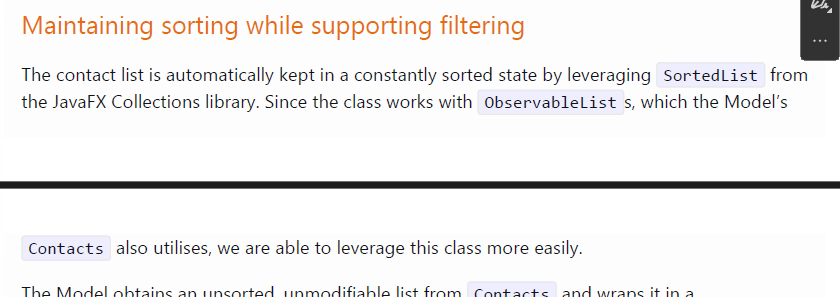 Maintaining sorting while supporting filtering
The contact list is automatically kept in a constantly sorted state by leveraging SortedList from
the JavaFX Collections library. Since the class works with ObservableList s, which the Model’s
Contacts also utilises, we are able to leverage this class more easily.
The Model obtains an unsorted, unmodifiable list from Contacts and wraps it in a